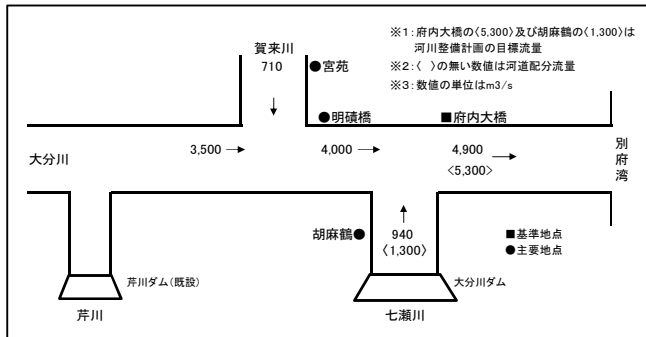 賀来川
710
●宮苑
※1:府内大橋の〈5,300〉及び胡麻鶴の〈1,300〉は
河川整備計画の目標流量
※2:〈 〉の無い数値は河道配分流量
※3:数値の単位はm3/s
↓
●明磧橋
■府内大橋
大分川
3,500 →
4,000 →
4,900 →
〈5,300〉
別府湾
胡麻鶴●
↑
940
〈1,300〉
■基準地点
●主要地点
芹川ダム(既設)
大分川ダム
芹川
七瀬川